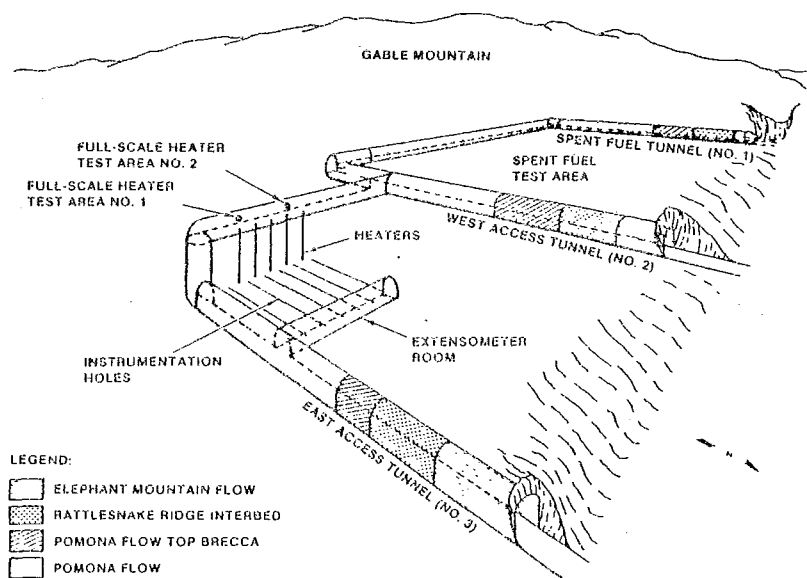 GABLE MOUNTAIN
SPENT FUEL TUNNEL (NO. 1)
FULL-SCALE HEATER
TEST AREA NO. 2
SPENT FUEL
TEST AREA
FULL-SCALE HEATER
TEST AREA NO. 1
WEST ACCESS TUNNEL (NO. 2)
HEATERS
EXTENSOMETER
ROOM
INSTRUMENTATION
HOLES
EAST ACCESS TUNNEL (NO. 3)
N
LEGEND:
ELEPHANT MOUNTAIN FLOW
RATTLESNAKE RIDGE INTERBED
POMONA FLOW TOP BRECCA
POMONA FLOW